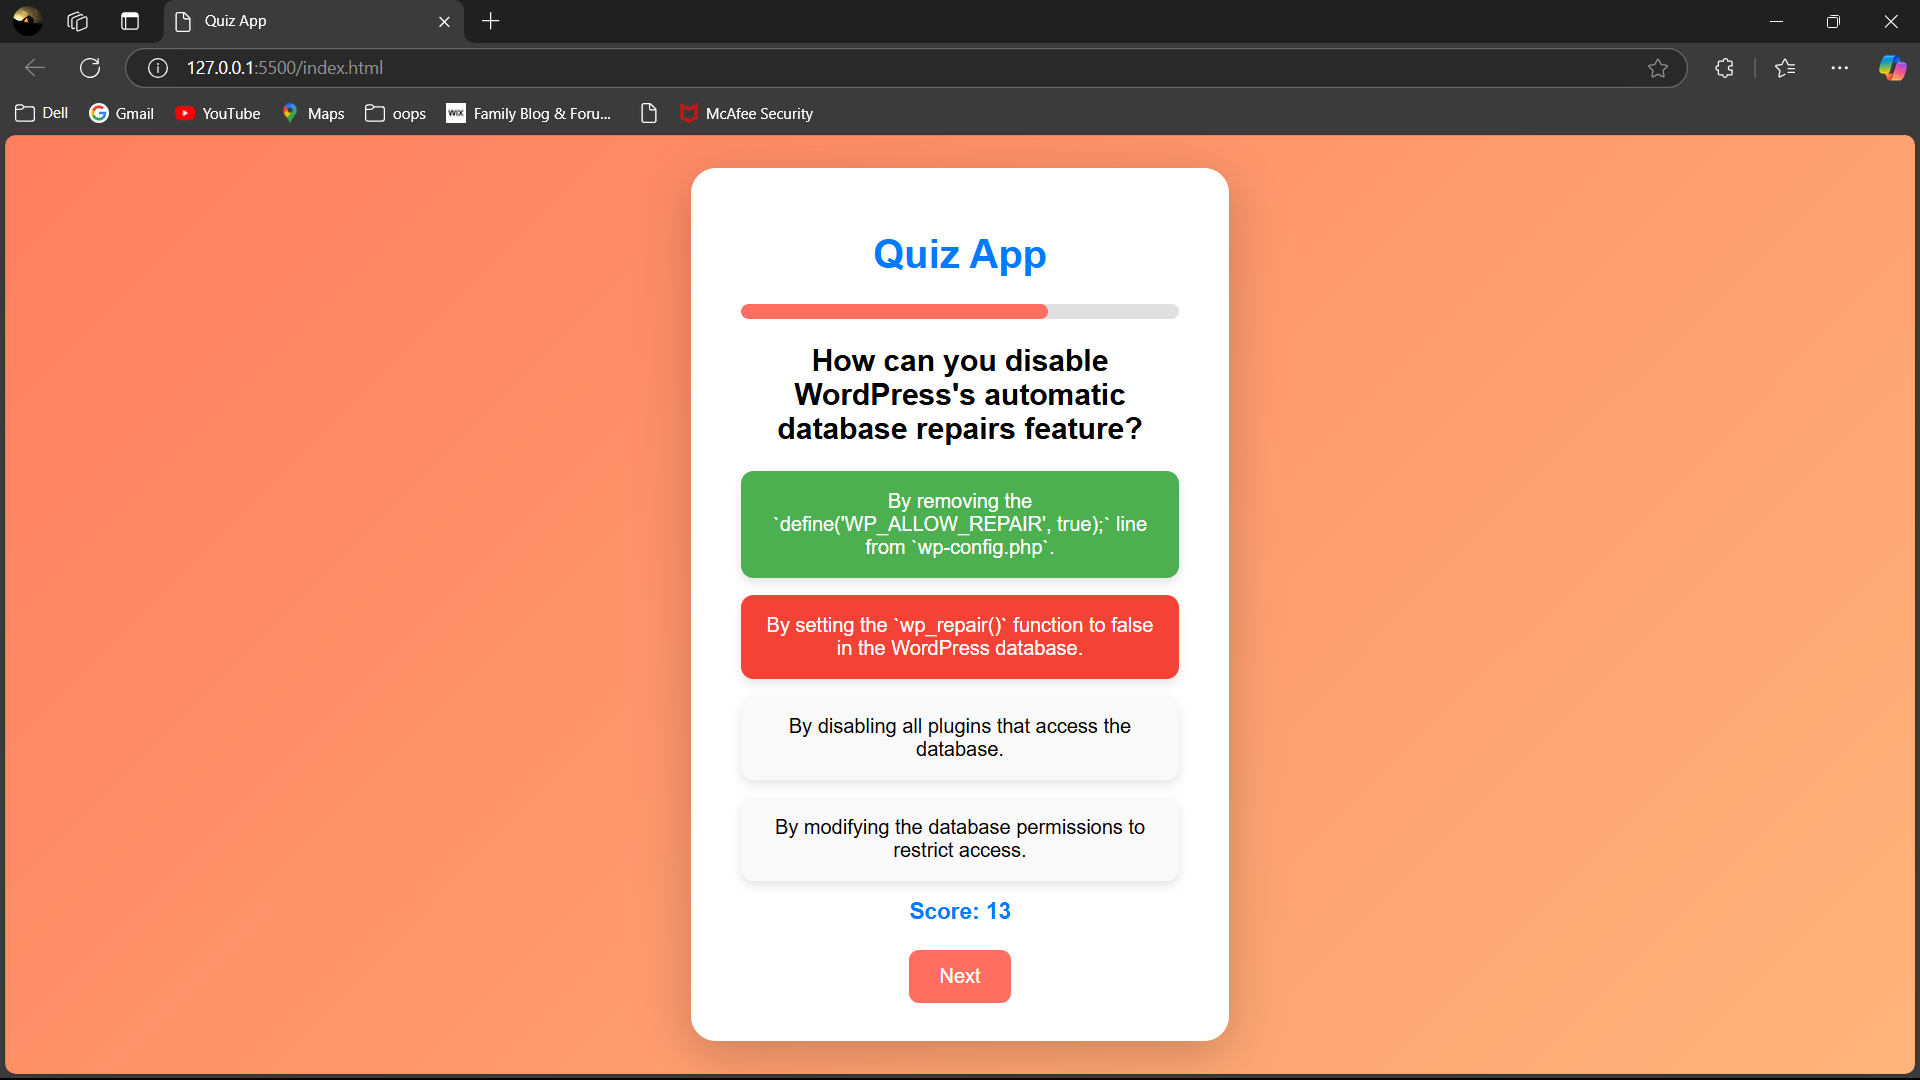 Quiz App
127.0.0.1:5500/index.html
Dell
Gmail
YouTube
Maps
oops
WIX
Family Blog & Foru...
McAfee Security
Quiz App
How can you disable
WordPress's automatic
database repairs feature?
By removing the
`define('WP_ALLOW_REPAIR', true);` line
from `wp-config.php`.
By setting the `wp_repair()` function to false
in the WordPress database.
By disabling all plugins that access the
database.
By modifying the database permissions to
restrict access.
Score: 13
Next